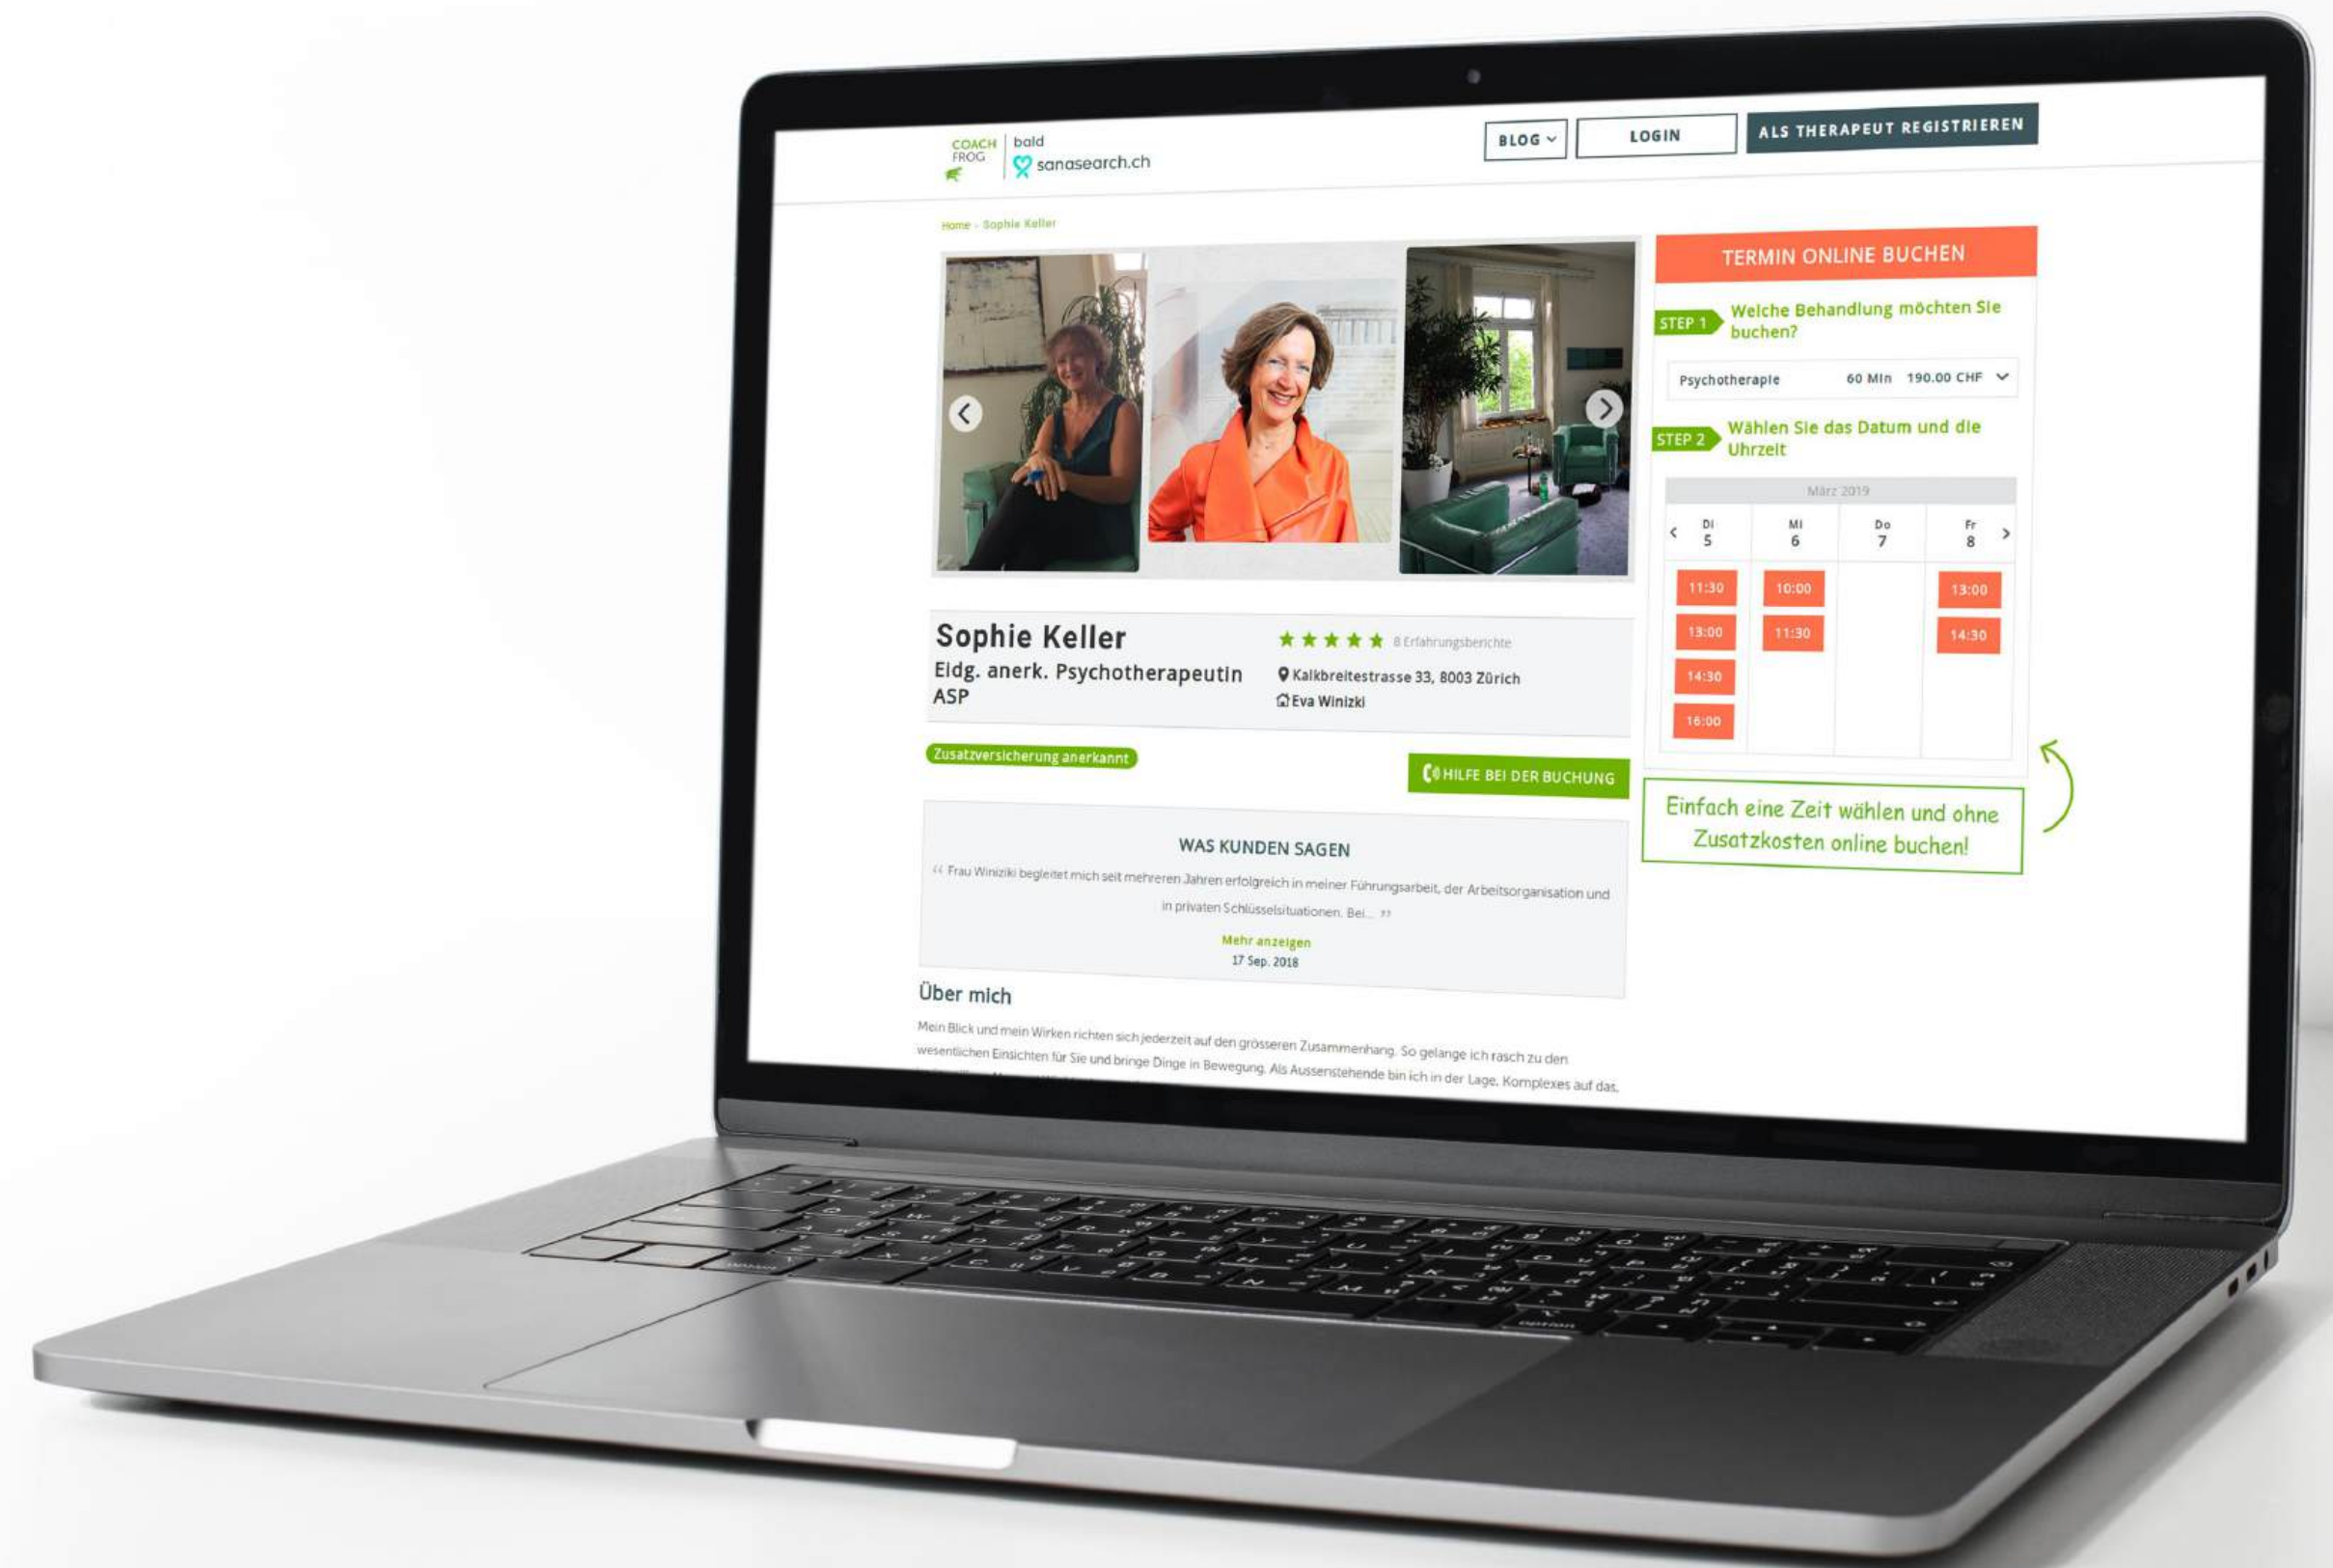 COACH
FROG
bald
sanasearch.ch
BLOG
LOGIN
ALS THERAPEUT REGISTRIEREN
Home › Sophie Keller
TERMIN ONLINE BUCHEN
STEP 1
Welche Behandlung möchten Sie
buchen?
Psychotherapie 60 Min 190.00 CHF
STEP 2
Wählen Sie das Datum und die
Uhrzeit
März 2019
Di Mi Do Fr
5 6 7 8
11:30 10:00 13:00
13:00 11:30 14:30
14:30
16:00
Einfach eine Zeit wählen und ohne
Zusatzkosten online buchen!
Sophie Keller
Eidg. anerk. Psychotherapeutin
ASP
8 Erfahrungsberichte
Kalkbreitestrasse 33, 8003 Zürich
Eva Winizki
Zusatzversicherung anerkannt
HILFE BEI DER BUCHUNG
WAS KUNDEN SAGEN
“ Frau Winiziki begleitet mich seit mehreren Jahren erfolgreich in meiner Führungsarbeit, der Arbeitsorganisation und
in privaten Schlüsselsituationen. Bei... ”
Mehr anzeigen
17 Sep. 2018
Über mich
Mein Blick und mein Wirken richten sich jederzeit auf den grösseren Zusammenhang. So gelange ich rasch zu den
wesentlichen Einsichten für Sie und bringe Dinge in Bewegung. Als Aussenstehende bin ich in der Lage, Komplexes auf das,
option
option